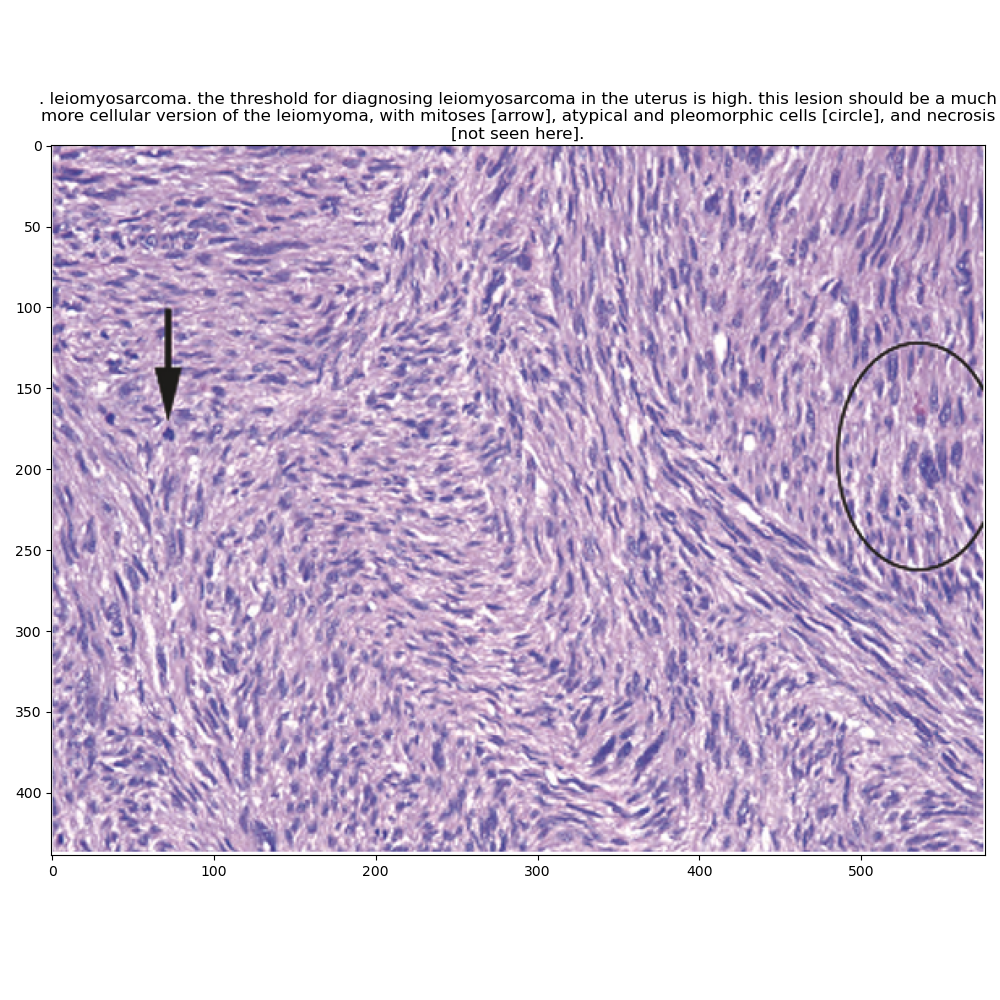 . leiomyosarcoma. the threshold for diagnosing leiomyosarcoma in the uterus is high. this lesion should be a much
more cellular version of the leiomyoma, with mitoses [arrow], atypical and pleomorphic cells [circle], and necrosis
[not seen here].
0
50
100
150
200
250
300
350
400
0 100 200 300 400 500